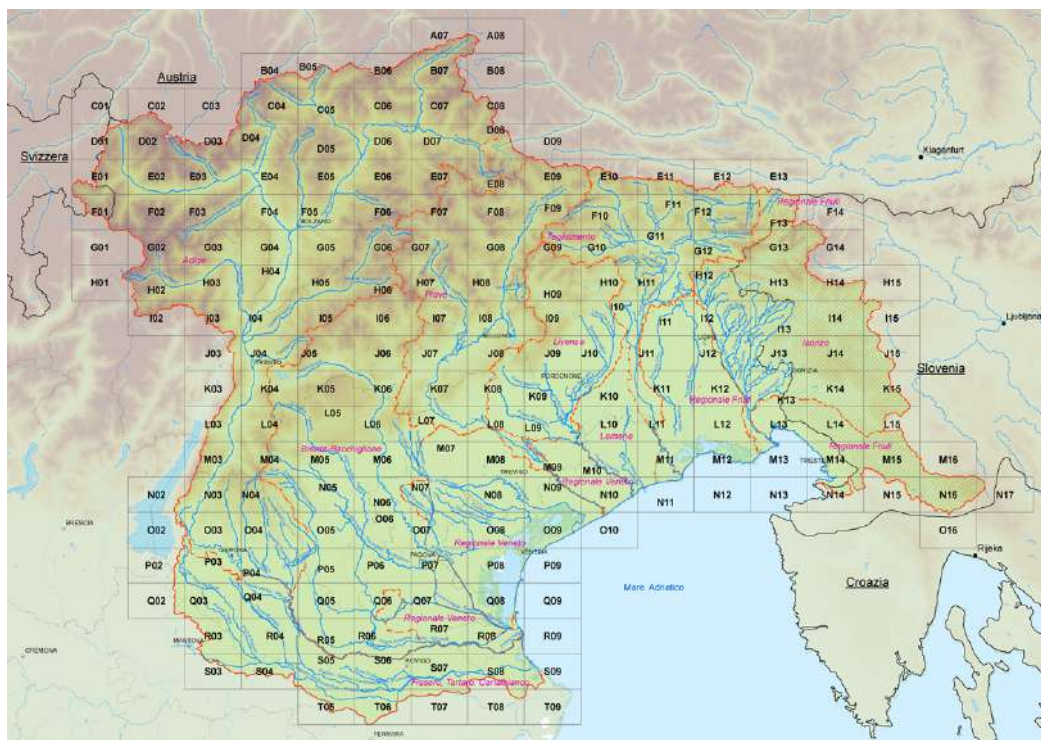 A07 A08
Austria
B04 B05 B06 B07 B08
C01 C02 C03 C04 C05 C06 C07 C08
D01 D02 D03 D04 D05 D06 D07 D08 D09
Klagenfurt
Svizzera
E01 E02 E03 E04 E05 E06 E07 E08 E09 E10 E11 E12 E13
Regionale Friuli
F01 F02 F03 F04 F05 F06 F07 F08 F09 F10 F11 F12 F13 F14
BOLZANO
Tagliamento
G01 G02 G03 G04 G05 G06 G07 G08 G09 G10 G11 G12 G13 G14
Adige
H01 H02 H03 H04 H05 H06 H07 H08 H09 H10 H11 H12 H13 H14 H15
Piave
I02 I03 I04 I05 I06 I07 I08 I09 I10 I11 I12 I13 I14 I15
Ljubljana
Livenza
Isonzo
J03 J04 J05 J06 J07 J08 J09 J10 J11 J12 J13 J14 J15
Slovenia
PORDENONE
GORIZIA
K03 K04 K05 K06 K07 K08 K09 K10 K11 K12 K13 K14 K15
Regionale Friuli
L03 L04 L05 L06 L07 L08 L09 L10 L11 L12 L13 L14 L15
Brenta-Bacchiglione
Lemene
Regionale Friuli
M03 M04 M05 M06 M07 M08 M09 M10 M11 M12 M13 M14 M16
TREVISO
TRIESTE
Regionale Veneto
N02 N03 N04 N05 N06 N07 N08 N09 N10 N11 N12 N13 N14 N15 N16 N17
BRENCIA
O02 O03 O04 O05 O06 O07 O08 O09 O10 O16
Regionale Veneto
VERONA
PADOVA
VENEZIA
Rijeka
P02 P03 P04 P05 P06 P07 P08 P09
Croazia
Mare Adriatico
Q02 Q03 Q04 Q05 Q06 Q07 Q08 Q09
Regionale Veneto
MANTOVA
R03 R04 R05 R06 R07 R08 R09
CREMONA
ROVIGO
S03 S04 S05 S06 S07 S08 S09
Fissero, Tartaro, Canalbianco
T05 T06 T07 T08 T09
FERRARA